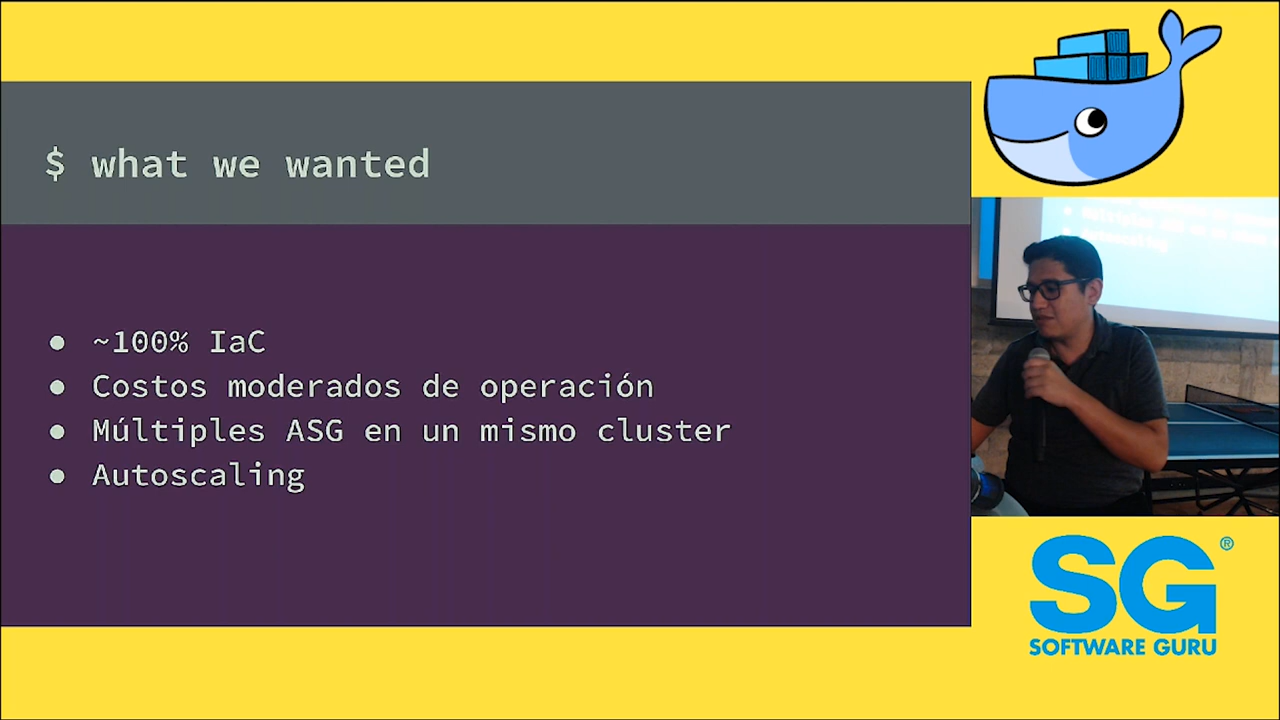 $ what we wanted
● ~100% IaC
● Costos moderados de operación
● Múltiples ASG en un mismo cluster
● Autoscaling
SG®
SOFTWARE GURU